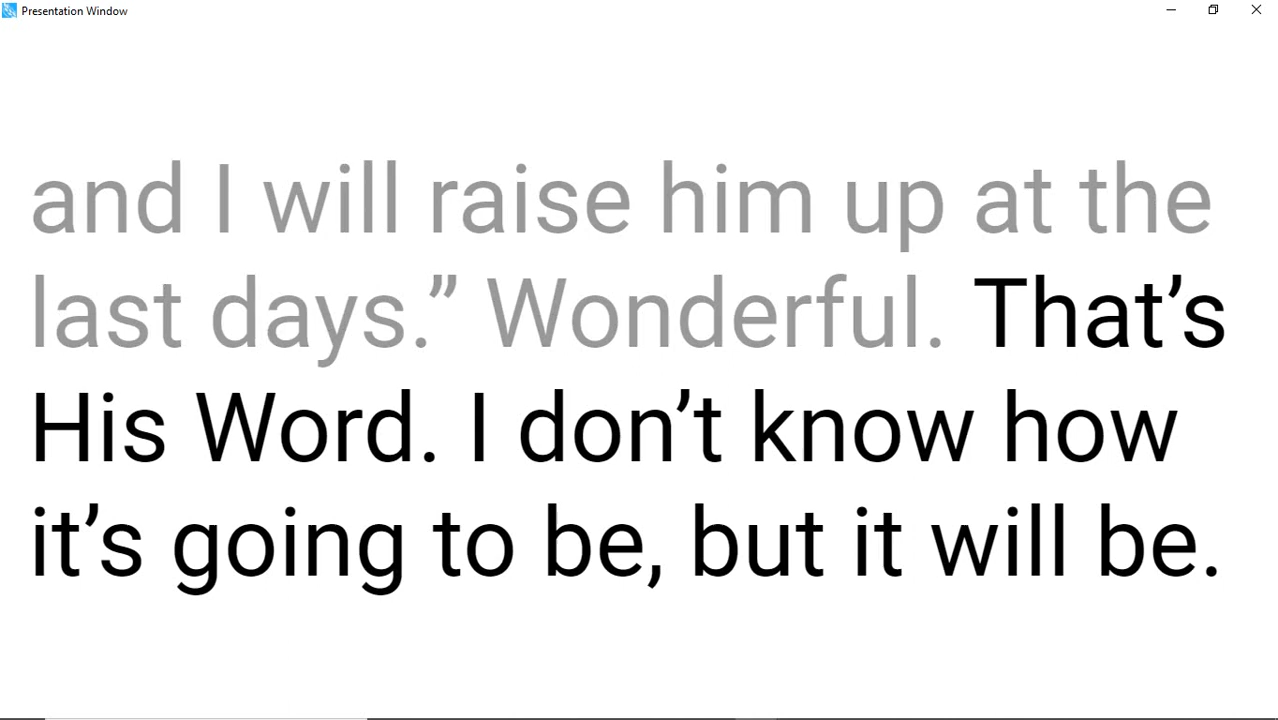 Presentation Window
and I will raise him up at the
last days.” Wonderful. That’s
His Word. I don’t know how
it’s going to be, but it will be.